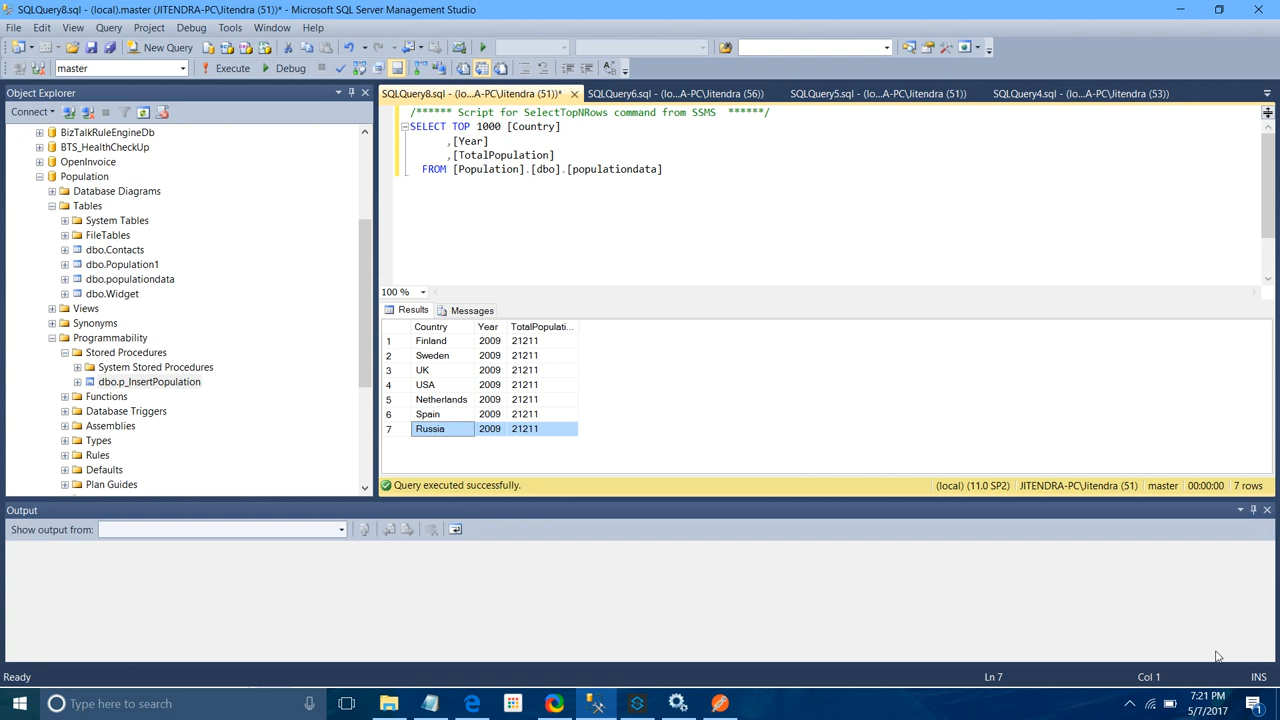 SQLQuery8.sql - (local).master (JITENDRA-PC\Jitendra (51))* - Microsoft SQL Server Management Studio
File Edit View Debug Query Project Debug Tools Window Help
New Query
master Execute Debug
Object Explorer
Connect
BizTalkRuleEngineDb
BTS_HealthCheckUp
OpenInvoice
Population
Database Diagrams
Tables
System Tables
FileTables
dbo.Contacts
dbo.Population1
dbo.populationdata
dbo.Widget
Views
Synonyms
Programmability
Stored Procedures
System Stored Procedures
dbo.p_InsertPopulation
Functions
Database Triggers
Assemblies
Types
Rules
Defaults
Plan Guides
SQLQuery8.sql - (lo...A-PC\Jitendra (51))* SQLQuery6.sql - (lo...A-PC\Jitendra (56)) SQLQuery5.sql - (lo...A-PC\Jitendra (51)) SQLQuery4.sql - (lo...A-PC\Jitendra (53))
/****** Script for SelectTopNRows command from SSMS ******/
SELECT TOP 1000 [Country]
,[Year]
,[TotalPopulation]
FROM [Population].[dbo].[populationdata]
100 %
Results Messages
Country Year TotalPopulati...
1 Finland 2009 21211
2 Sweden 2009 21211
3 UK 2009 21211
4 USA 2009 21211
5 Netherlands 2009 21211
6 Spain 2009 21211
7 Russia 2009 21211
Query executed successfully. (local) (11.0 SP2) JITENDRA-PC\Jitendra (51) master 00:00:00 7 rows
Output
Show output from:
Ready Ln 7 Col 1 INS
Type here to search
7:21 PM
5/7/2017